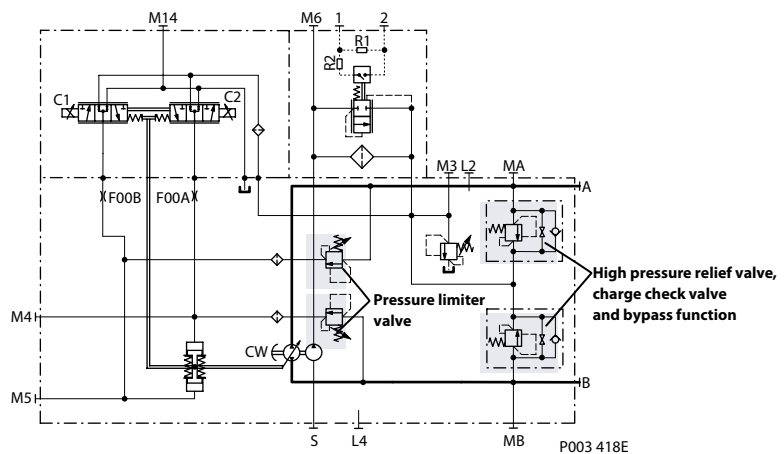 M14
M6
1
2
R1
R2
C1
C2
M3
L2
MA
F00B
F00A
A
High pressure relief valve,
charge check valve
and bypass function
Pressure limiter
valve
M4
CW
M5
B
S
L4
MB
P003 418E